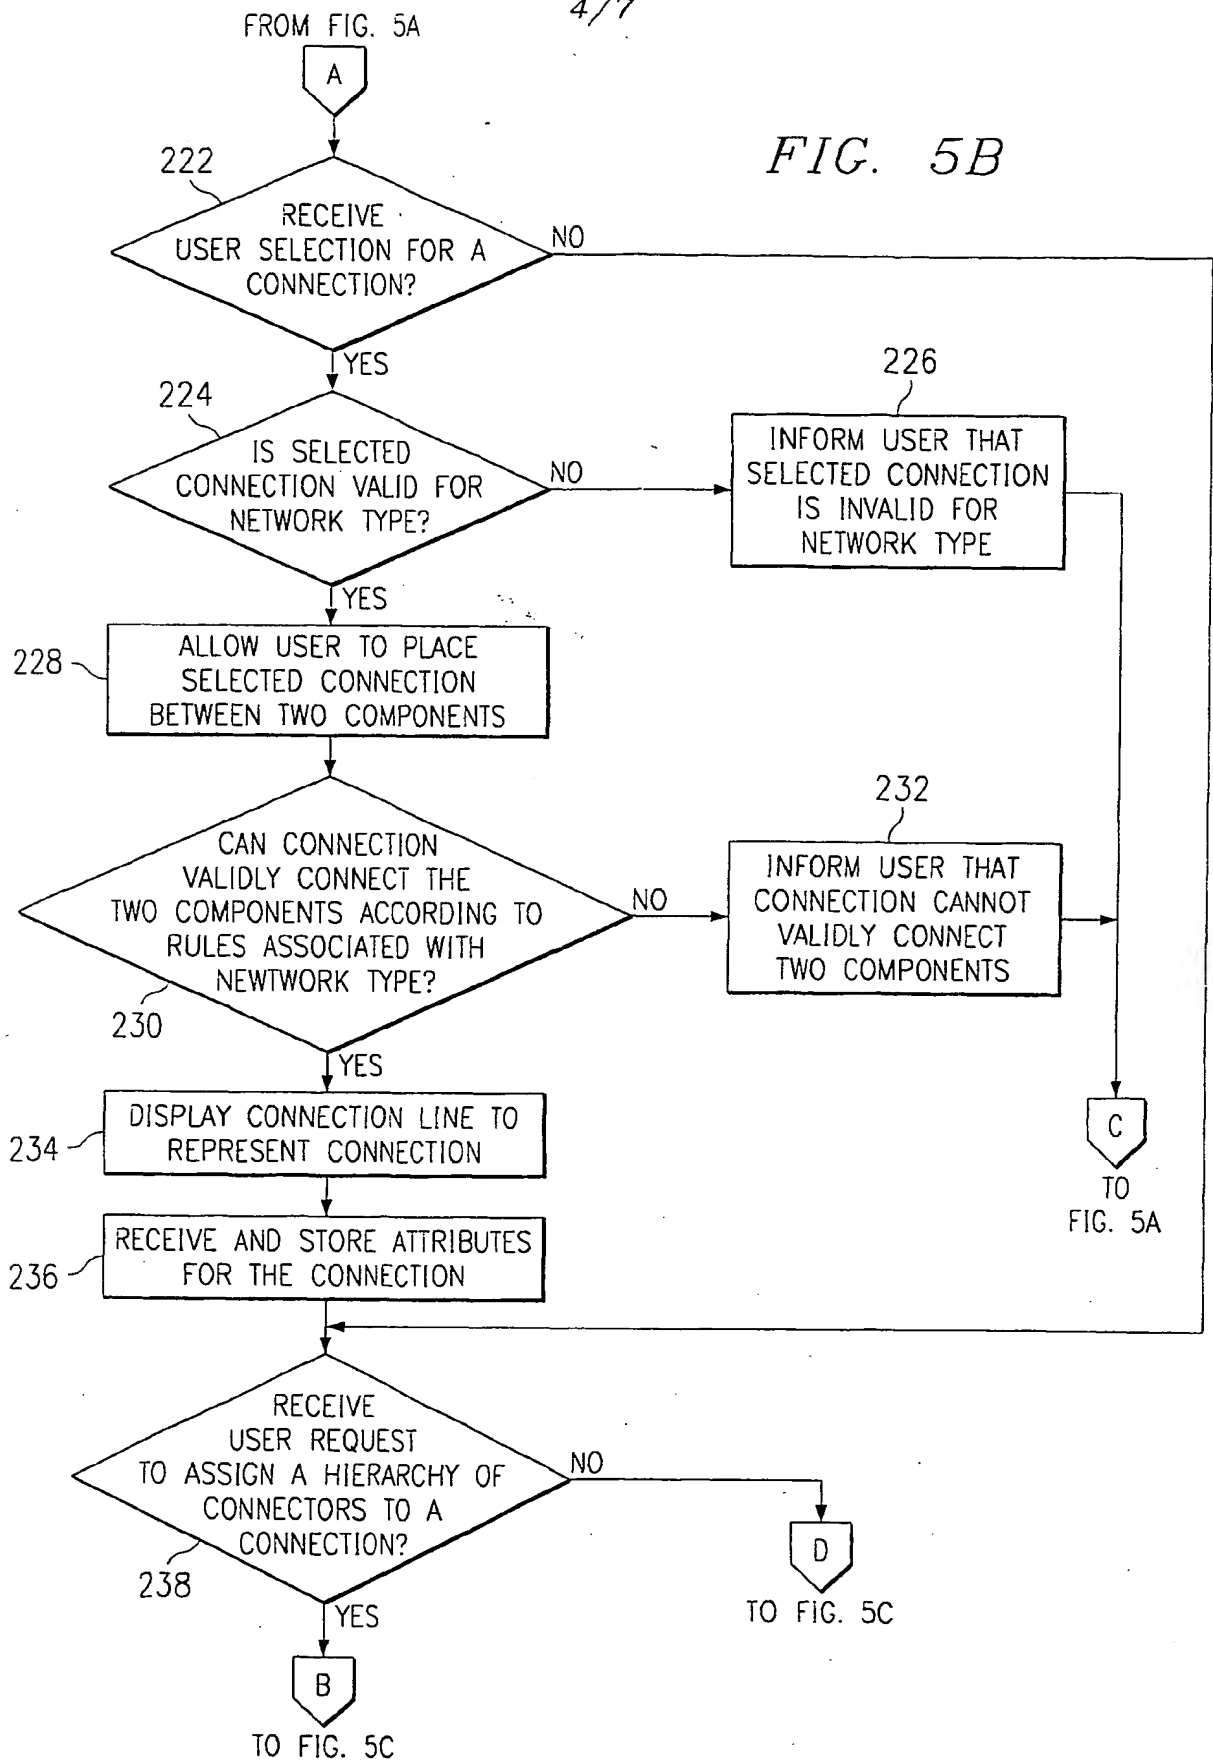 4/7
FROM FIG. 5A
A
FIG. 5B
222
RECEIVE
USER SELECTION FOR A
CONNECTION?
NO
YES
224
IS SELECTED
CONNECTION VALID FOR
NETWORK TYPE?
NO
226
INFORM USER THAT
SELECTED CONNECTION
IS INVALID FOR
NETWORK TYPE
YES
228
ALLOW USER TO PLACE
SELECTED CONNECTION
BETWEEN TWO COMPONENTS
CAN CONNECTION
VALIDLY CONNECT THE
TWO COMPONENTS ACCORDING TO
RULES ASSOCIATED WITH
NEWTWORK TYPE?
230
NO
232
INFORM USER THAT
CONNECTION CANNOT
VALIDLY CONNECT
TWO COMPONENTS
YES
234
DISPLAY CONNECTION LINE TO
REPRESENT CONNECTION
C
TO
FIG. 5A
236
RECEIVE AND STORE ATTRIBUTES
FOR THE CONNECTION
RECEIVE
USER REQUEST
TO ASSIGN A HIERARCHY OF
CONNECTORS TO A
CONNECTION?
238
NO
D
TO FIG. 5C
YES
B
TO FIG. 5C